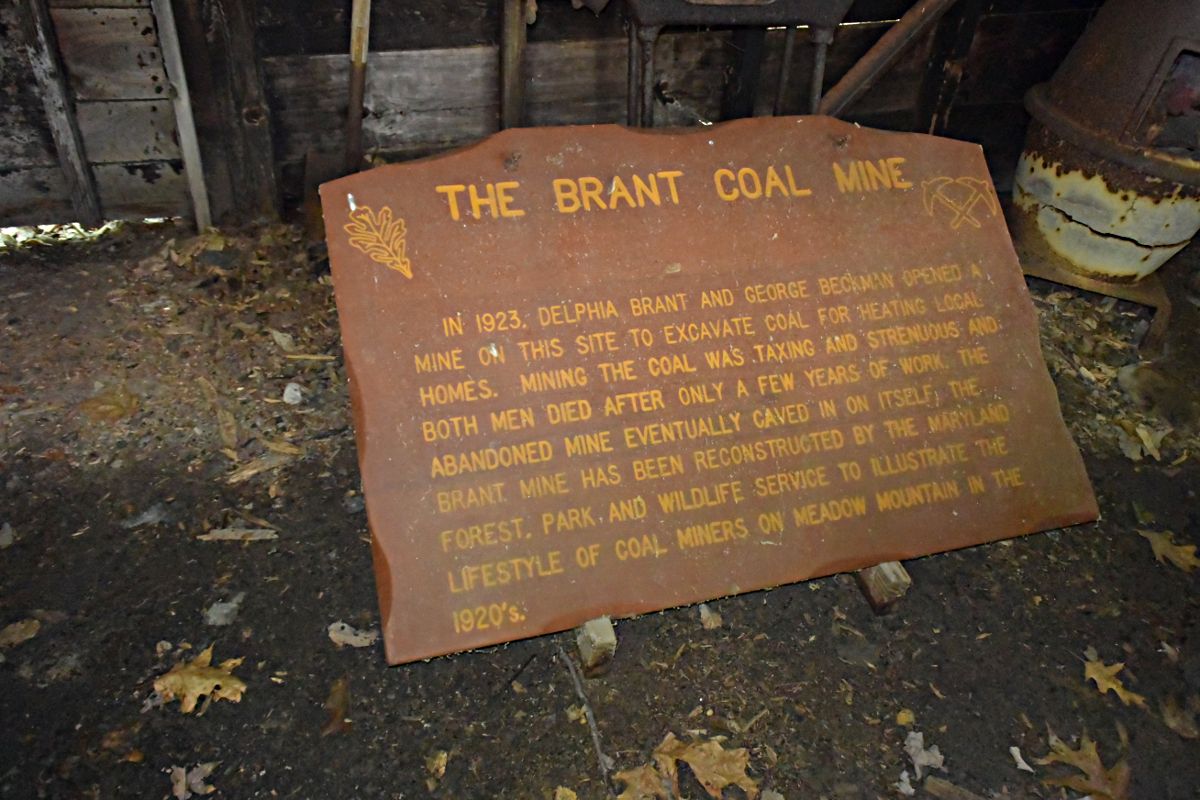 THE BRANT COAL MINE
IN 1923, DELPHIA BRANT AND GEORGE BECKMAN OPENED A
MINE ON THIS SITE TO EXCAVATE COAL FOR HEATING LOCAL
HOMES. MINING THE COAL WAS TAXING AND STRENUOUS AND
BOTH MEN DIED AFTER ONLY A FEW YEARS OF WORK. THE
ABANDONED MINE EVENTUALLY CAVED IN ON ITSELF. THE
BRANT MINE HAS BEEN RECONSTRUCTED BY THE MARYLAND
FOREST, PARK AND WILDLIFE SERVICE TO ILLUSTRATE THE
LIFESTYLE OF COAL MINERS ON MEADOW MOUNTAIN IN THE
1920's.